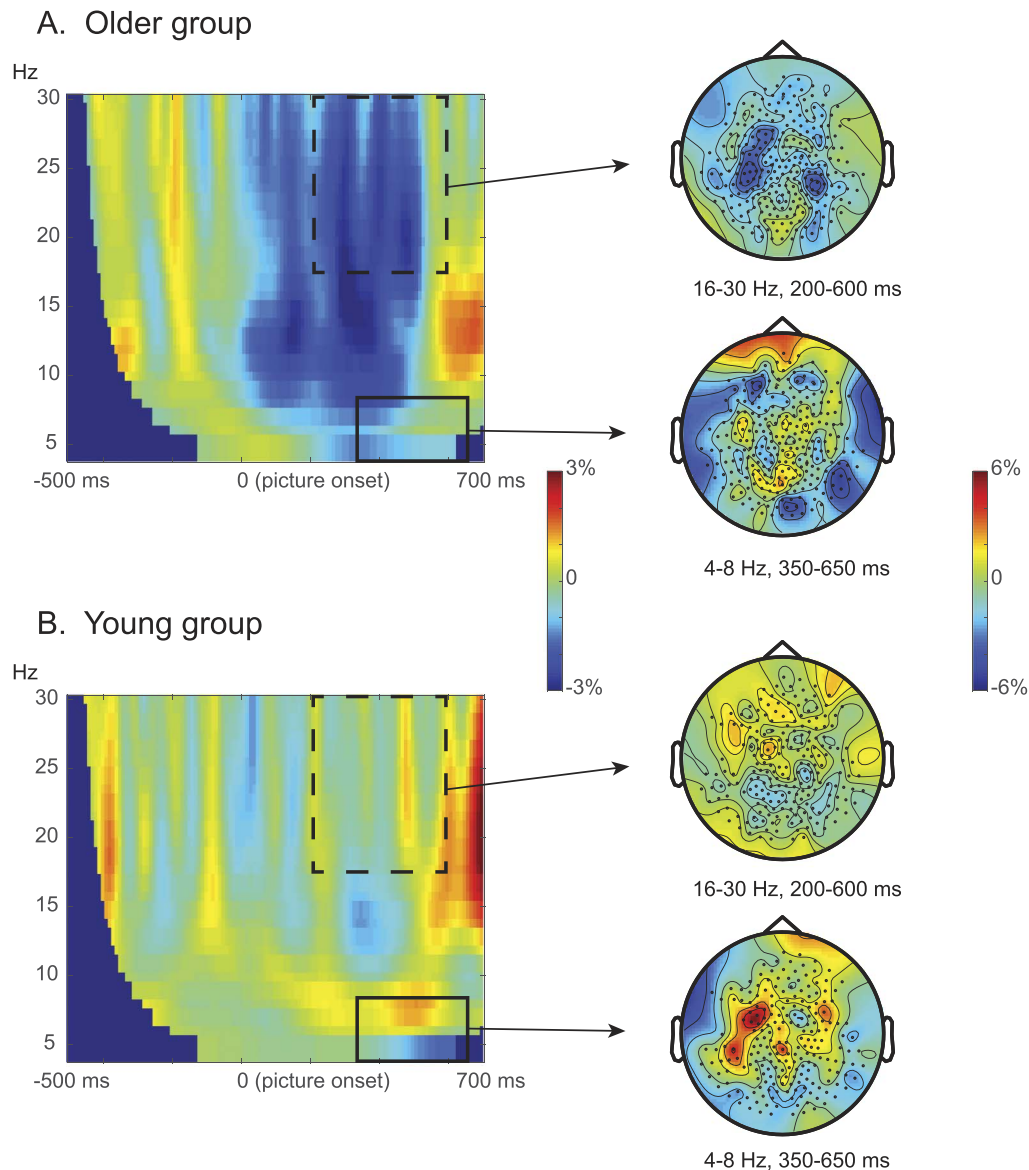 A. Older group
Hz
30
25
20
15
10
5
-500 ms
0 (picture onset)
700 ms
16-30 Hz, 200-600 ms
4-8 Hz, 350-650 ms
3%
0
-3%
6%
0
-6%
B. Young group
Hz
30
25
20
15
10
5
-500 ms
0 (picture onset)
700 ms
16-30 Hz, 200-600 ms
4-8 Hz, 350-650 ms